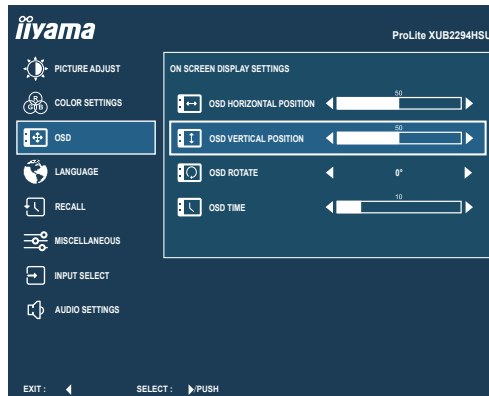 iiyama
ProLite XUB2294HSU
PICTURE ADJUST
COLOR SETTINGS
R
G B
OSD
LANGUAGE
RECALL
MISCELLANEOUS
INPUT SELECT
AUDIO SETTINGS
ON SCREEN DISPLAY SETTINGS
OSD HORIZONTAL POSITION
50
OSD VERTICAL POSITION
50
OSD ROTATE
0°
OSD TIME
10
EXIT :
SELECT : /PUSH